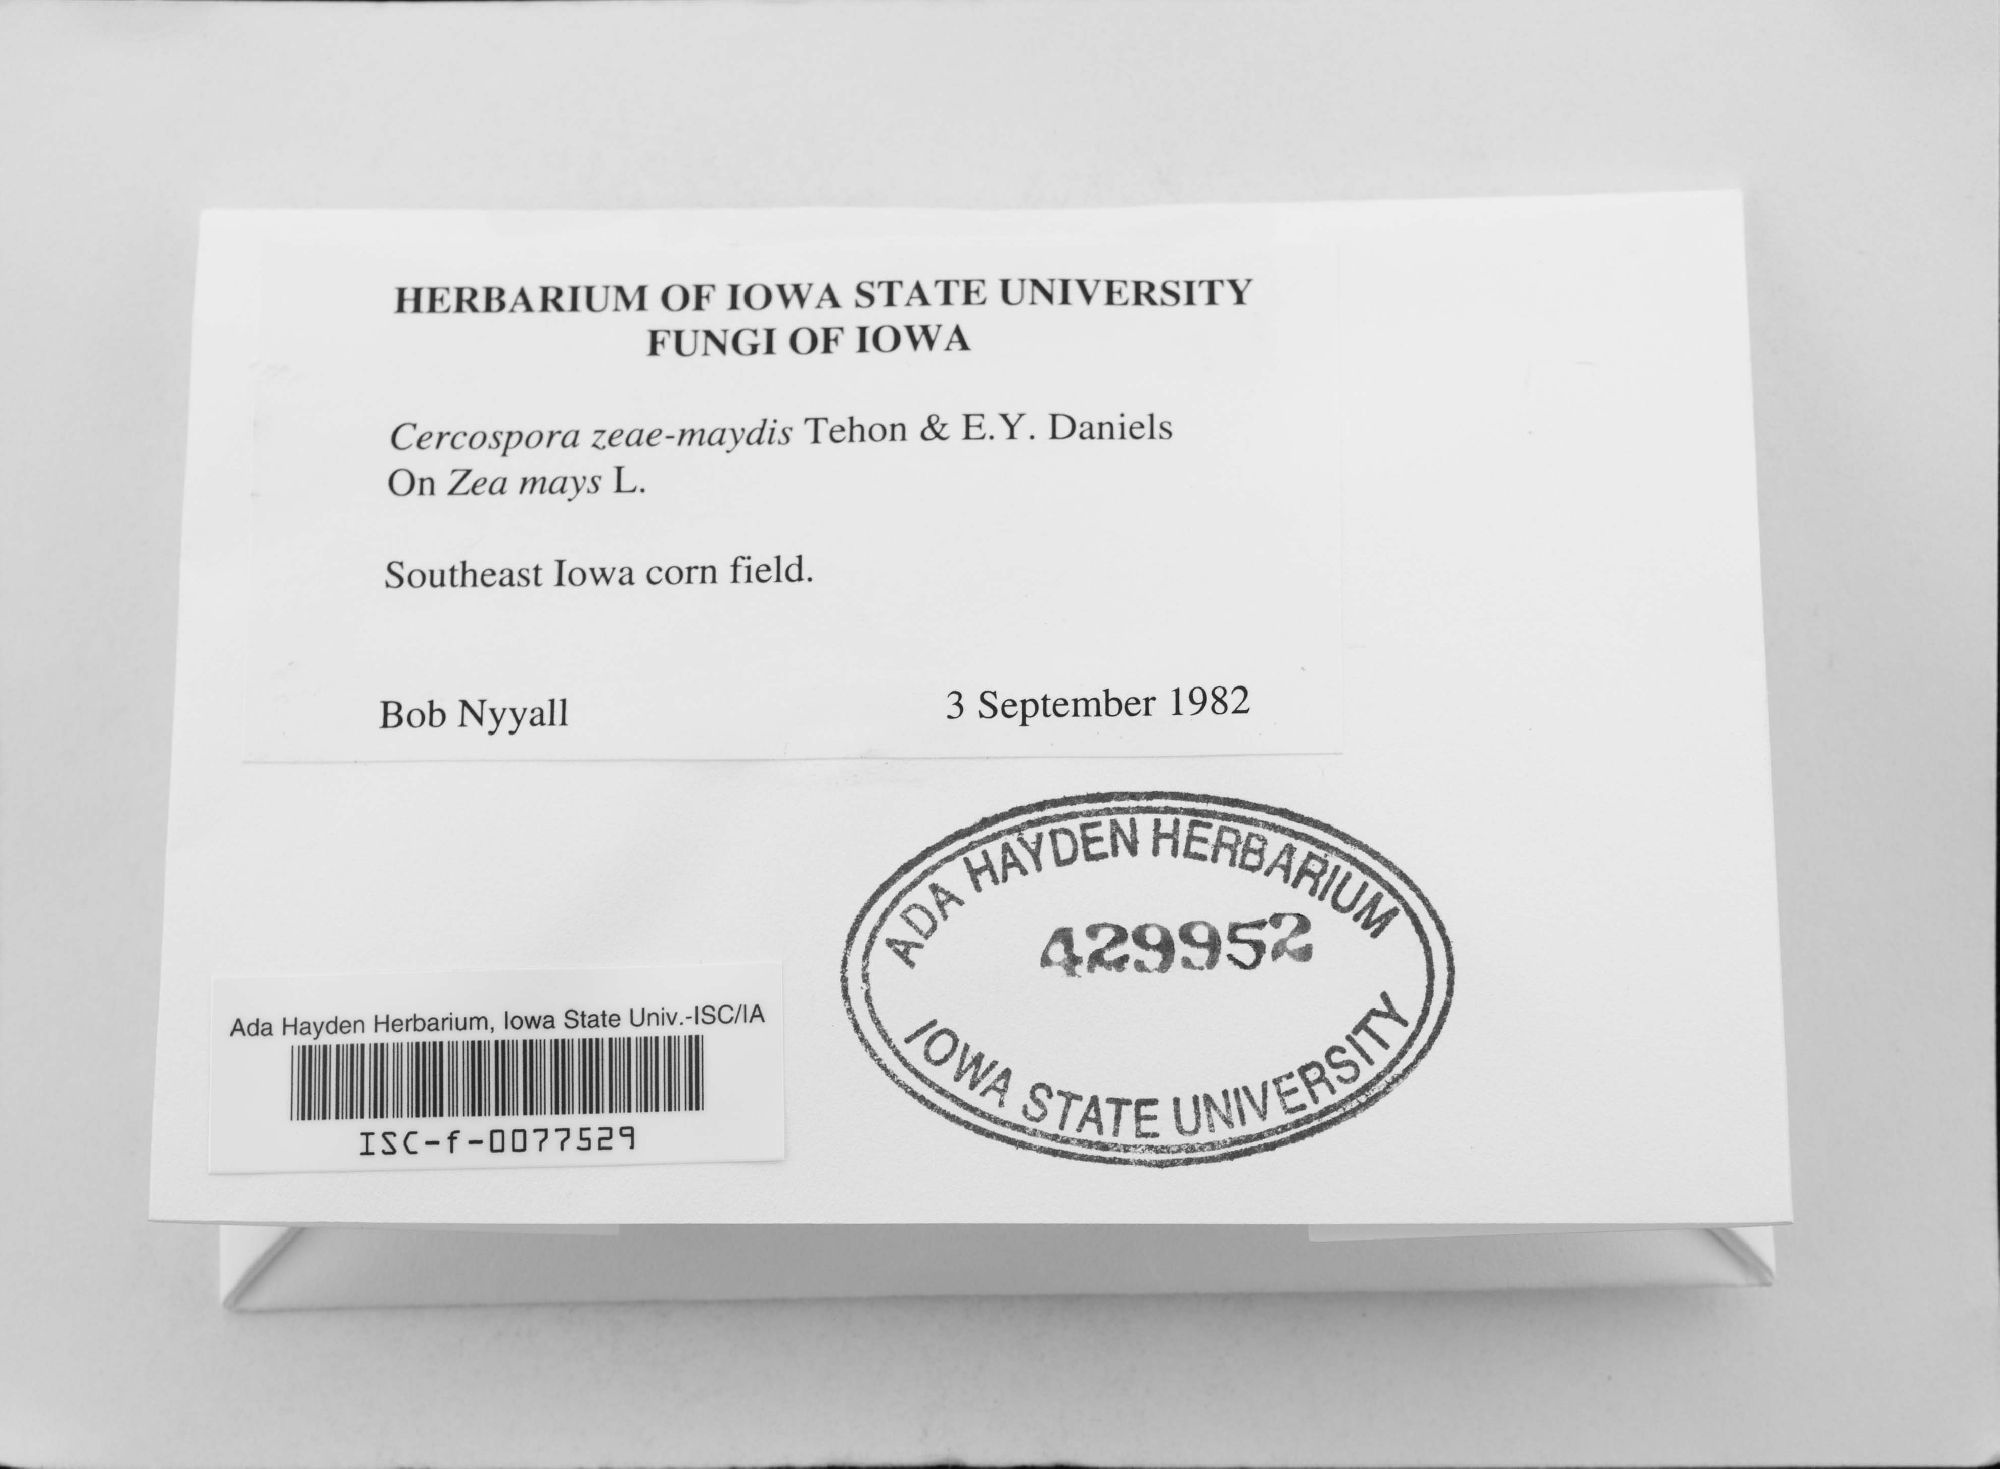 HERBARIUM OF IOWA STATE UNIVERSITY
FUNGI OF IOWA
Cercospora zeae-maydis Tehon & E.Y. Daniels
On Zea mays L.
Southeast Iowa corn field.
Bob Nyyall 3 September 1982
ADA HAYDEN HERBARIUM
429952
IOWA STATE UNIVERSITY
Ada Hayden Herbarium, Iowa State Univ.-ISC/IA
ISC-f-0077529